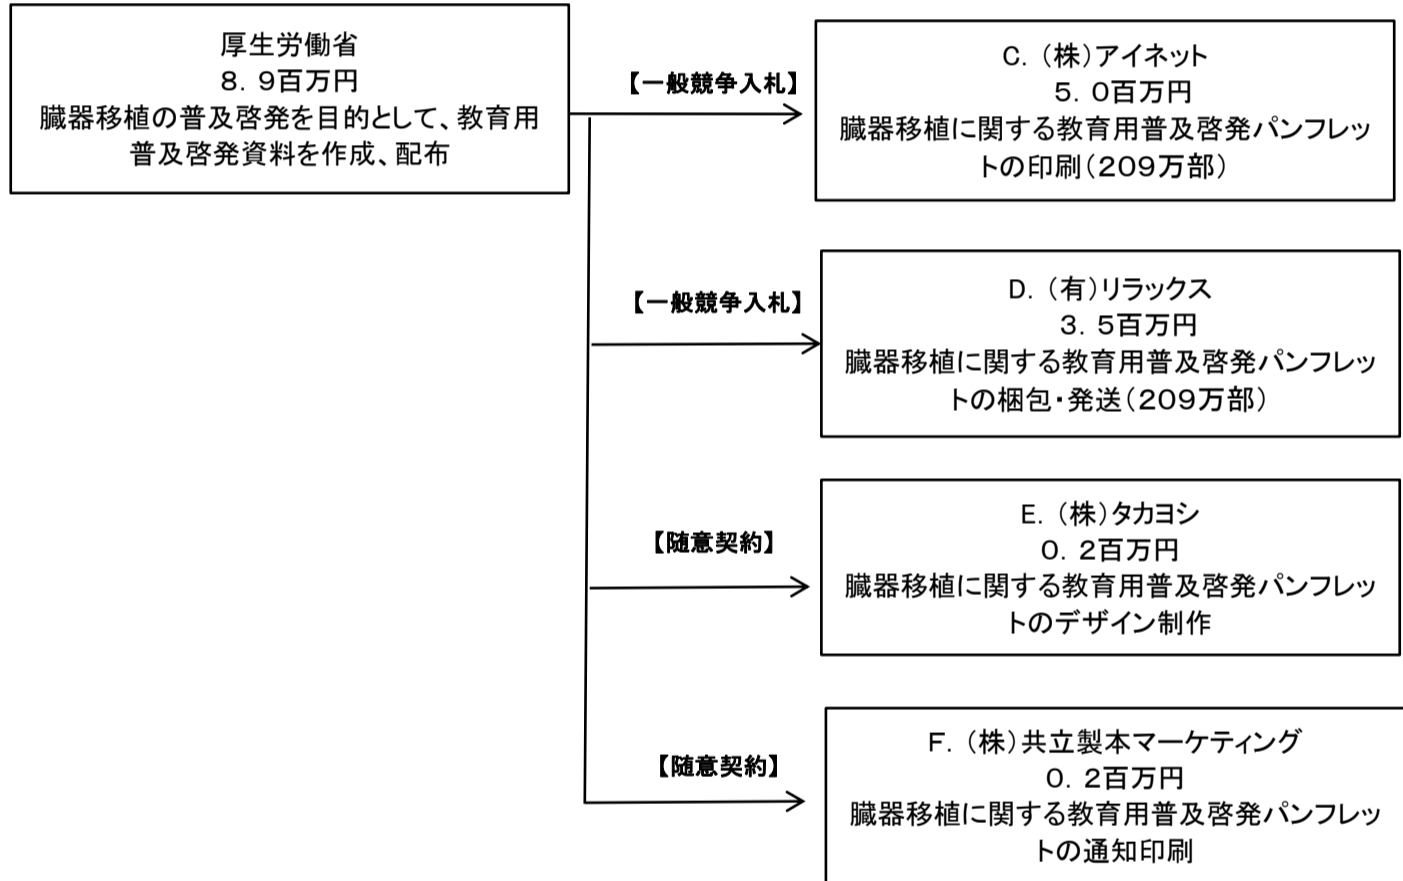 厚生労働省
８．９百万円
臓器移植の普及啓発を目的として、教育用
普及啓発資料を作成、配布
【一般競争入札】
C.（株）アイネット
５．０百万円
臓器移植に関する教育用普及啓発パンフレッ
トの印刷（２０９万部）
【一般競争入札】
D.（有）リラックス
３．５百万円
臓器移植に関する教育用普及啓発パンフレッ
トの梱包・発送（２０９万部）
【随意契約】
E.（株）タカヨシ
０．２百万円
臓器移植に関する教育用普及啓発パンフレッ
トのデザイン制作
【随意契約】
F.（株）共立製本マーケティング
０．２百万円
臓器移植に関する教育用普及啓発パンフレッ
トの通知印刷